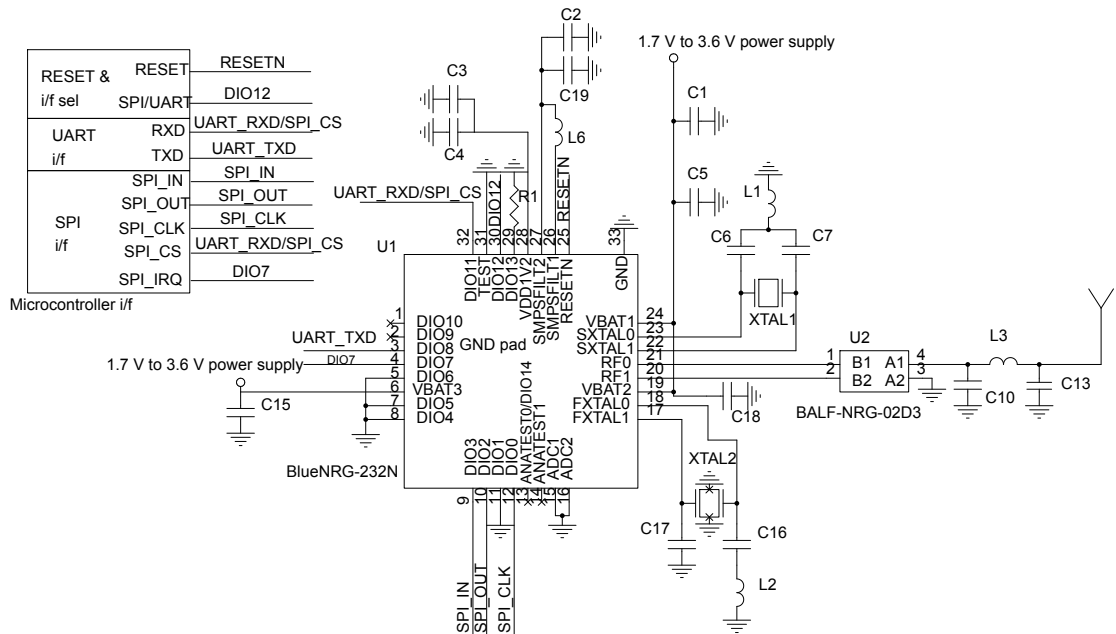 RESET &
i/f sel
RESET
RESETN
SPI/UART
DIO12
UART
i/f
RXD
UART_RXD/SPI_CS
TXD
UART_TXD
SPI
i/f
SPI_IN
SPI_IN
SPI_OUT
SPI_OUT
SPI_CLK
SPI_CLK
SPI_CS
UART_RXD/SPI_CS
SPI_IRQ
DIO7
Microcontroller i/f
C2
C19
C3
C4
L6
R1
1.7 V to 3.6 V power supply
C1
C5
L1
C6
C7
XTAL1
UART_RXD/SPI_CS
DIO12
RESETN
U1
32
31
30
29
28
27
26
25
33
DIO11
TEST
DIO12
DIO13
VDD1V2
SMPSFILT2
SMPSFILT1
RESETN
GND
GND pad
1
2
3
4
5
6
7
8
DIO10
DIO9
DIO8
DIO7
DIO6
VBAT3
DIO5
DIO4
UART_TXD
DIO7
1.7 V to 3.6 V power supply
C15
24
23
22
21
20
19
18
17
VBAT1
SXTAL0
SXTAL1
RF0
RF1
VBAT2
FXTAL0
FXTAL1
DIO3
DIO2
DIO1
DIO0
ANATEST0/DIO14
ANATEST1
ADC1
ADC2
9
10
11
12
13
14
15
16
BlueNRG-232N
SPI_IN
SPI_OUT
SPI_CLK
U2
1
2
B1
B2
A1
A2
4
3
BALF-NRG-02D3
L3
C10
C13
C18
XTAL2
C17
C16
L2